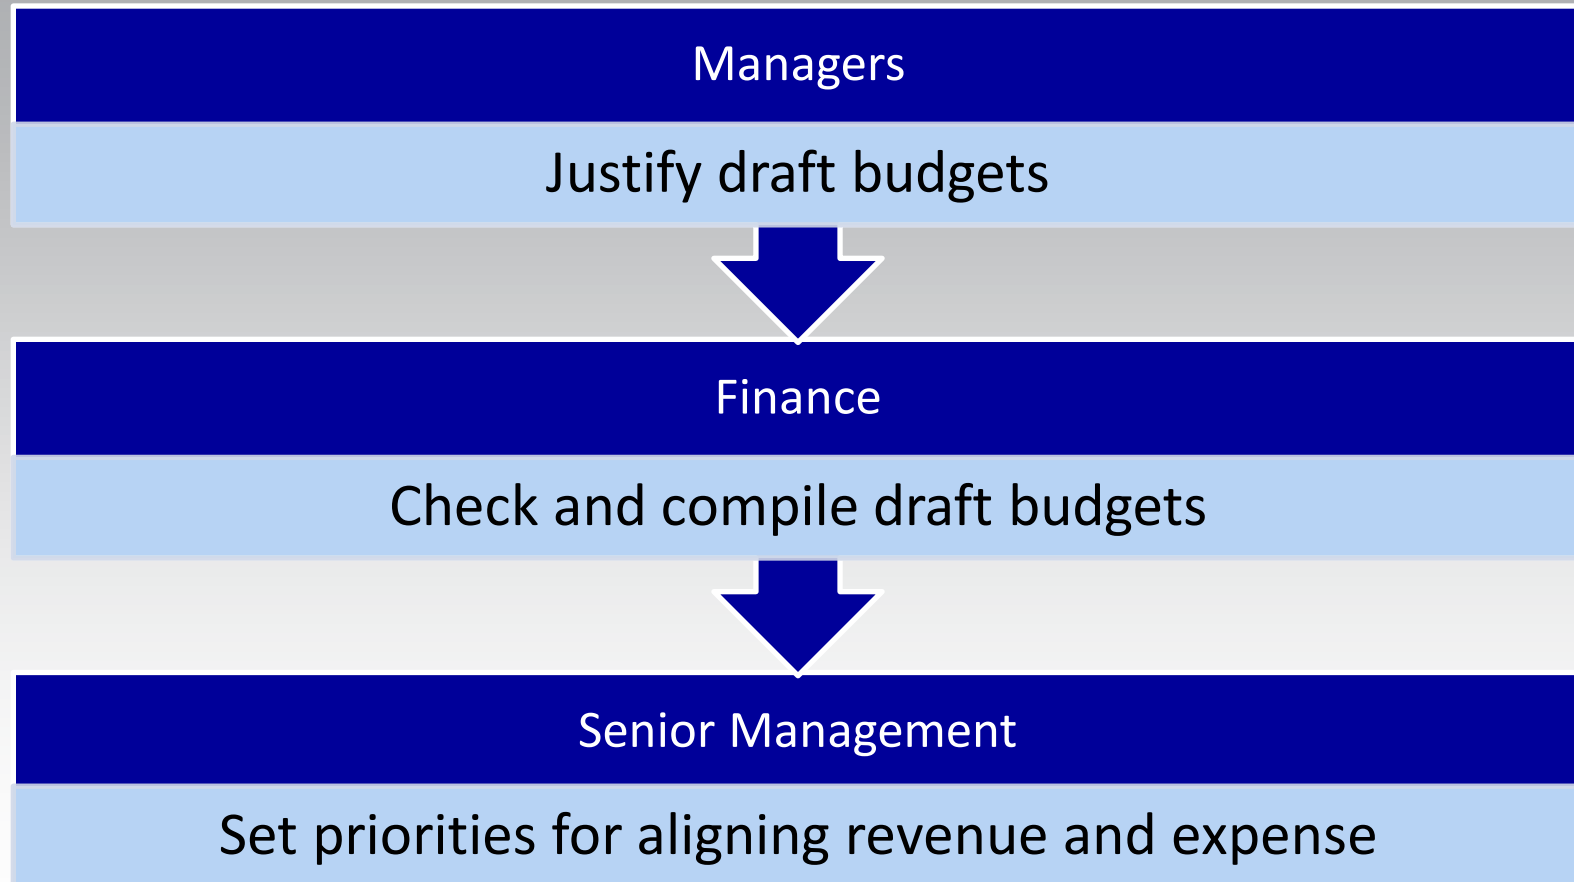 Managers
Justify draft budgets
Finance
Check and compile draft budgets
Senior Management
Set priorities for aligning revenue and expense